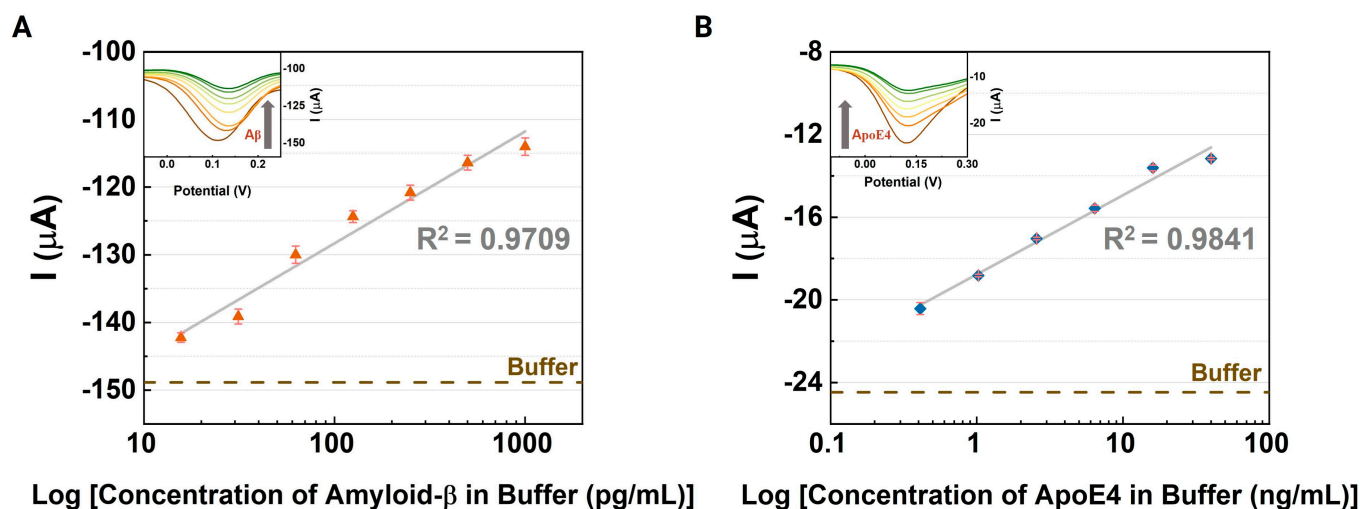 A
-100
-110
-120
-130
-140
-150
I (μA)
-100
-125
-150
I (μA)
Aβ
0.0
0.1
0.2
Potential (V)
R² = 0.9709
Buffer
10
100
1000
Log [Concentration of Amyloid-β in Buffer (pg/mL)]
B
-8
-12
-16
-20
-24
I (μA)
-10
-20
I (μA)
ApoE4
0.00
0.15
0.30
Potential (V)
R² = 0.9841
Buffer
0.1
1
10
100
Log [Concentration of ApoE4 in Buffer (ng/mL)]